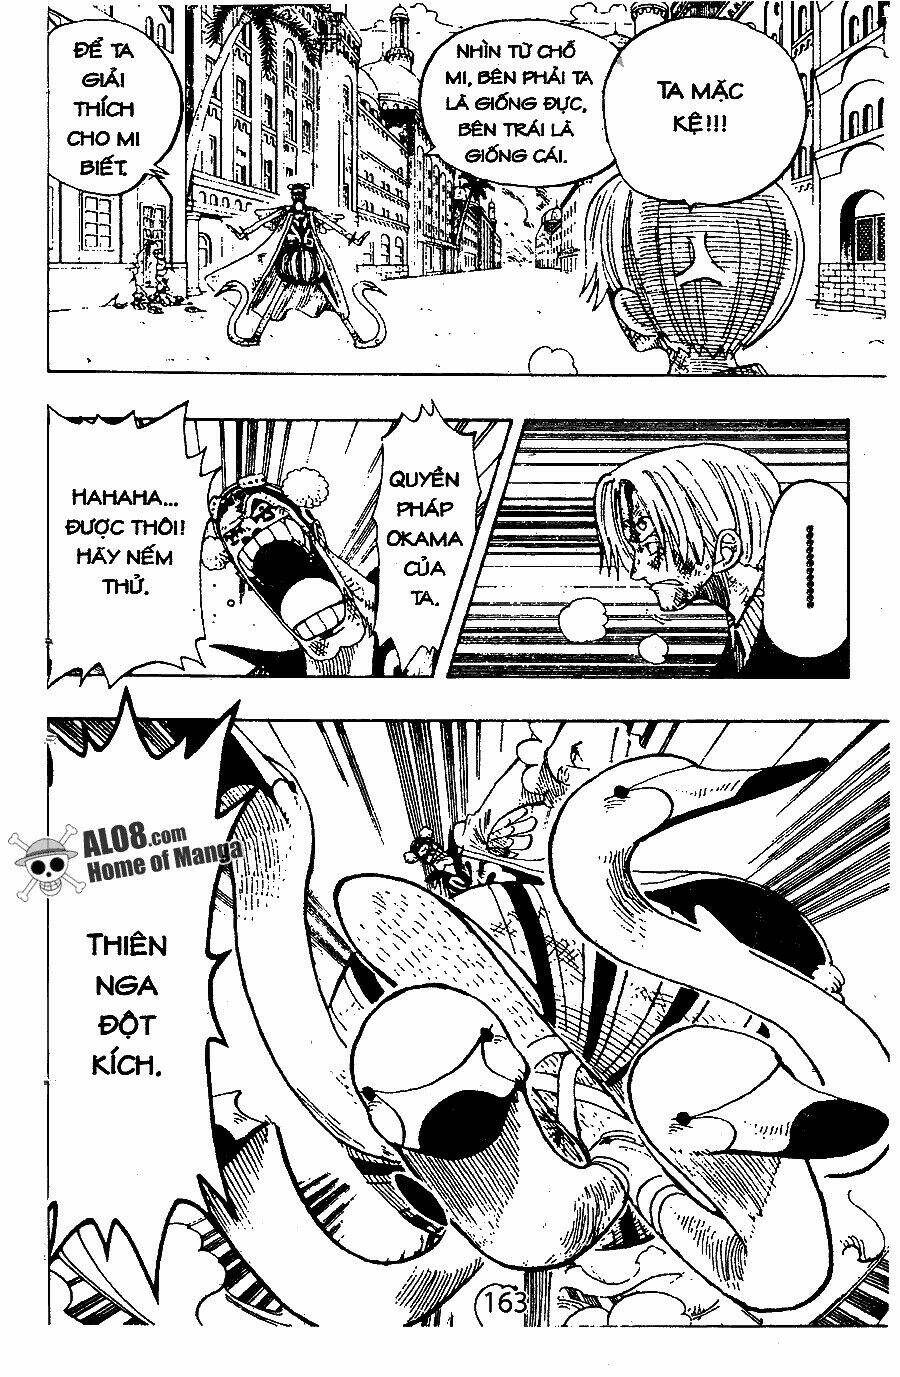 ĐỂ TA
GIẢI
THÍCH
CHO MI
BIẾT.
NHÌN TỪ CHỖ
MI, BÊN PHẢI TA
LÀ GIỐNG ĐỰC,
BÊN TRÁI LÀ
GIỐNG CÁI.
TA MẶC
KỆ!!!
HAHAHA...
ĐƯỢC THÔI!
HÃY NẾM
THỬ.
QUYỀN
PHÁP
OKAMA
CỦA
TA.
AL08.com
Home of Manga
THIÊN
NGA
ĐỘT
KÍCH.
163